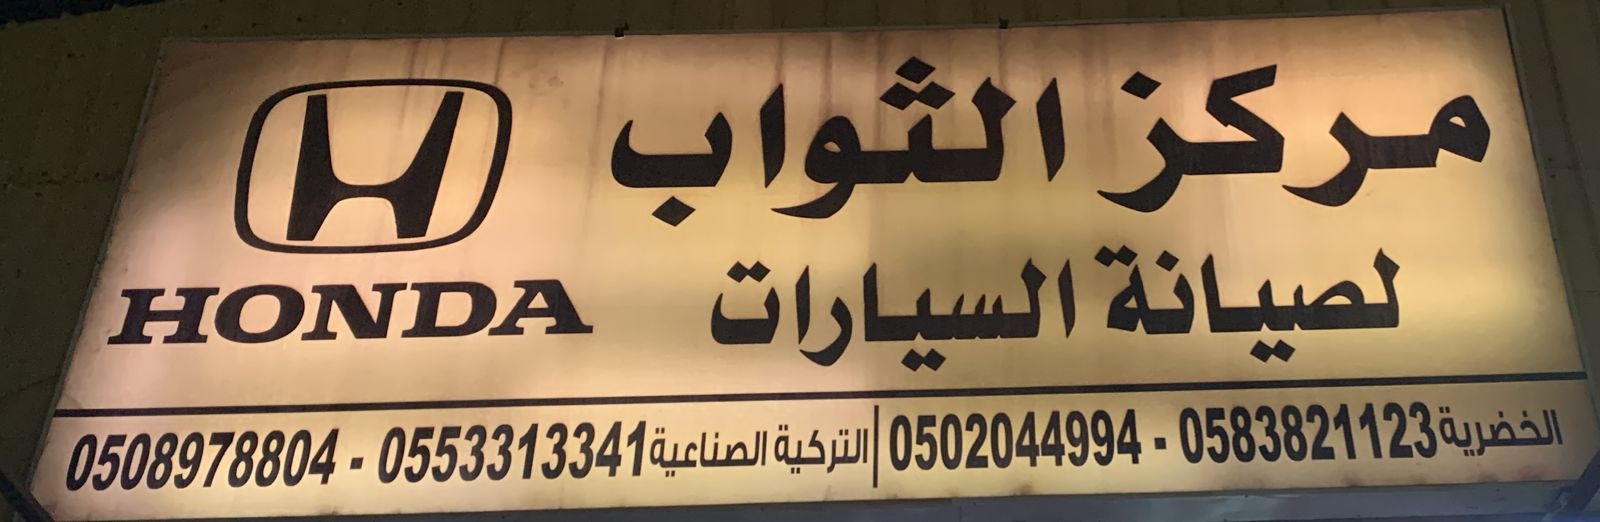 مركز الثواب
لصيانة السيارات
HONDA
الخضرية 0583821123 - 0502044994 | التركية الصناعية 0553313341 - 0508978804